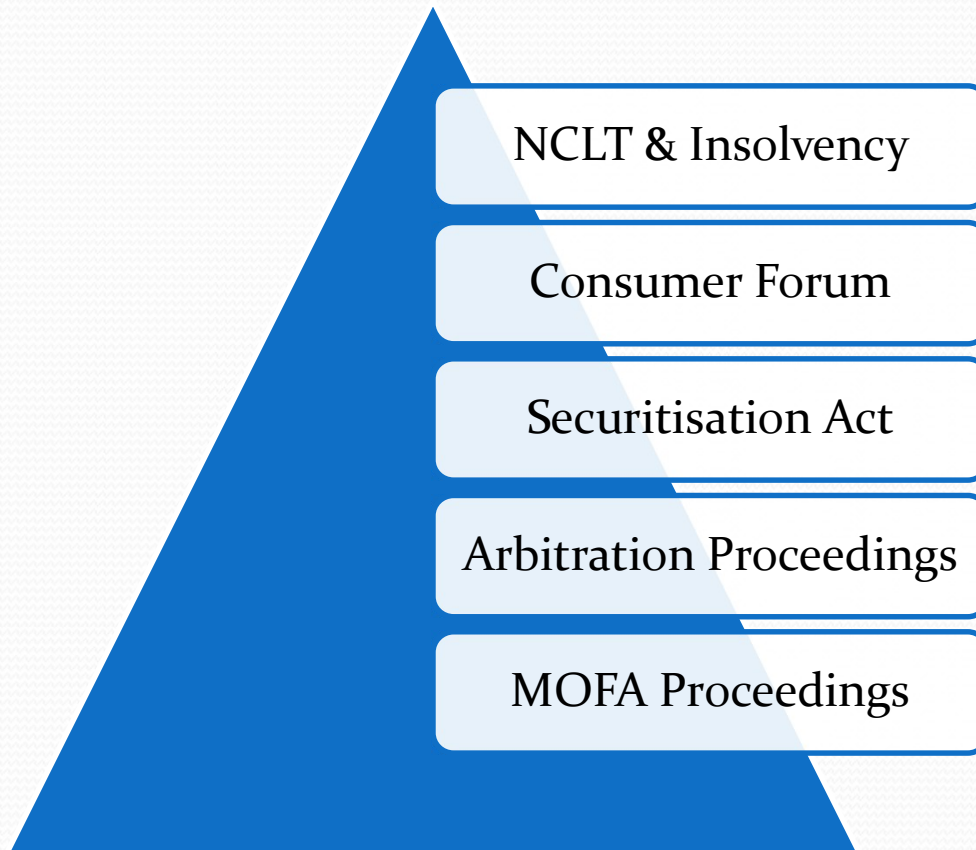 NCLT & Insolvency
Consumer Forum
Securitisation Act
Arbitration Proceedings
MOFA Proceedings